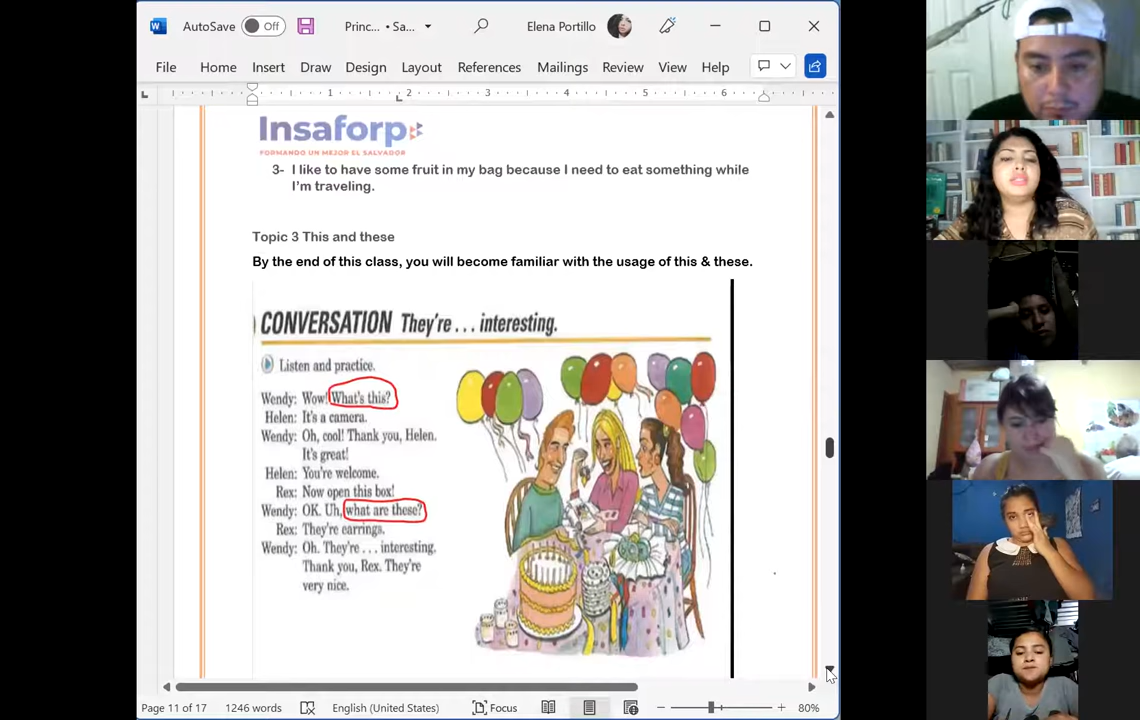 AutoSave
Off
Princ... • Sa...
Elena Portillo
File Home Insert Draw Design Layout References Mailings Review View Help
1 2 3 4 5 6
Insaforp
FORMANDO UN MEJOR EL SALVADOR
3- I like to have some fruit in my bag because I need to eat something while
I'm traveling.
Topic 3 This and these
By the end of this class, you will become familiar with the usage of this & these.
CONVERSATION They're . . . interesting.
Listen and practice.
Wendy: Wow! What's this?
Helen: It's a camera.
Wendy: Oh, cool! Thank you, Helen.
It's great!
Helen: You're welcome.
Rex: Now open this box!
Wendy: OK. Uh, what are these?
Rex: They're earrings.
Wendy: Oh. They're . . . interesting.
Thank you, Rex. They're
very nice.
Page 11 of 17 1246 words English (United States) Focus 80%